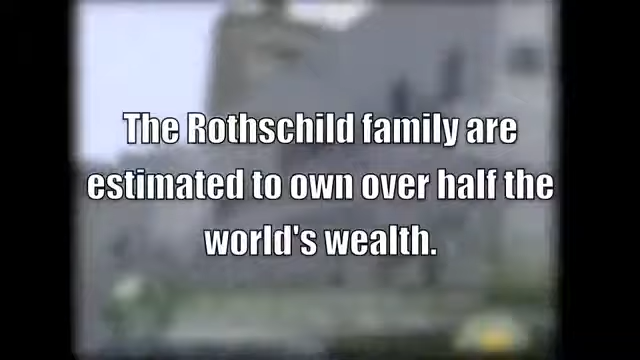 The Rothschild family are
estimated to own over half the
world's wealth.